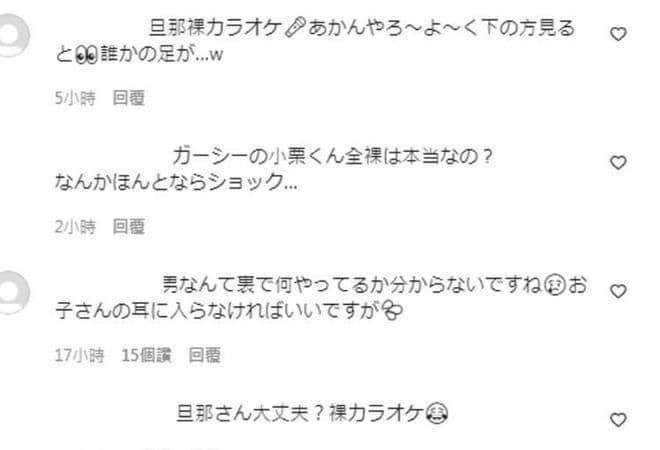 旦那裸カラオケ🎤あかんやろ〜よ〜く下の方見る
と👀誰かの足が...w
5小時 回覆
ガーシーの小栗くん全裸は本当なの？
なんかほんとならショック...
2小時 回覆
男なんて裏で何やってるか分からないですね😢お
子さんの耳に入らなければいいですが💦
17小時 15個讚 回覆
旦那さん大丈夫？裸カラオケ😂